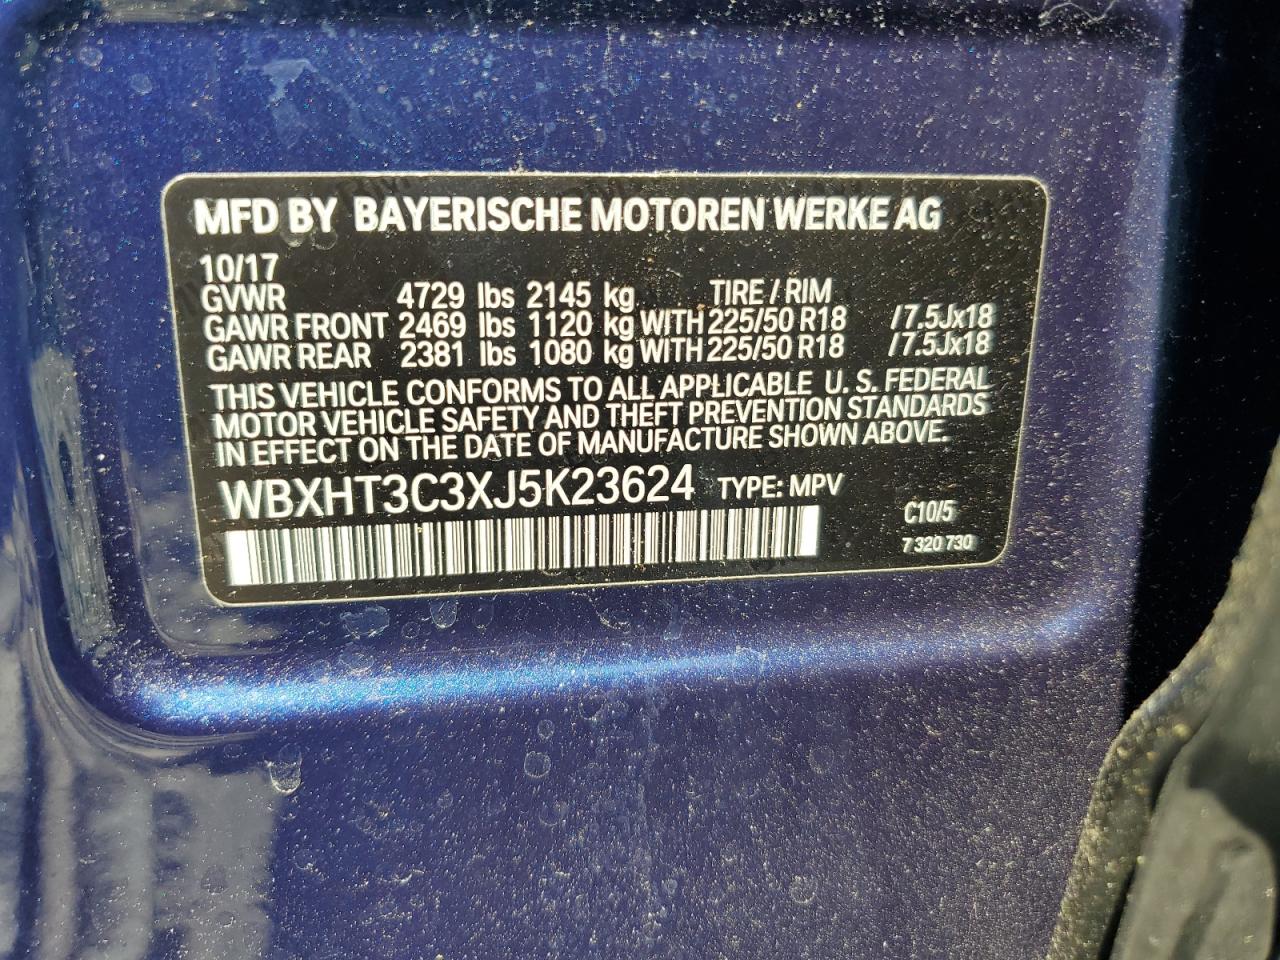 MFD BY BAYERISCHE MOTOREN WERKE AG
10/17
GVWR 4729 lbs 2145 kg TIRE / RIM
GAWR FRONT 2469 lbs 1120 kg WITH 225/50 R18 / 7.5Jx18
GAWR REAR 2381 lbs 1080 kg WITH 225/50 R18 / 7.5Jx18
THIS VEHICLE CONFORMS TO ALL APPLICABLE U. S. FEDERAL
MOTOR VEHICLE SAFETY AND THEFT PREVENTION STANDARDS
IN EFFECT ON THE DATE OF MANUFACTURE SHOWN ABOVE.
WBXHT3C3XJ5K23624 TYPE: MPV
C10/5
7 320 730